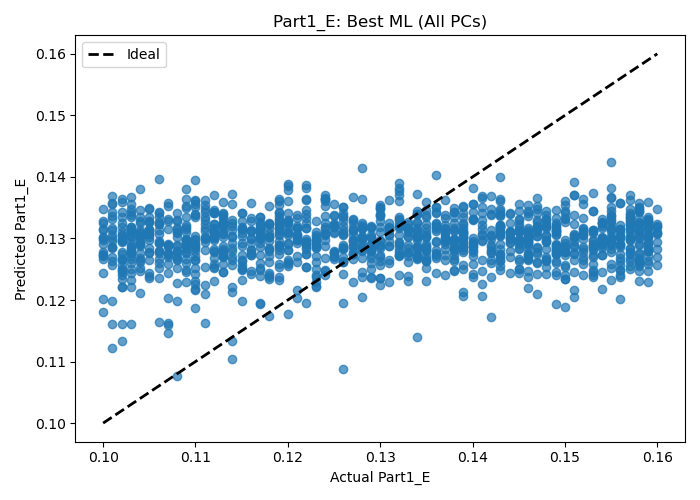 Part1_E: Best ML (All PCs)
Ideal
Predicted Part1_E
0.16
0.15
0.14
0.13
0.12
0.11
0.10
0.10 0.11 0.12 0.13 0.14 0.15 0.16
Actual Part1_E